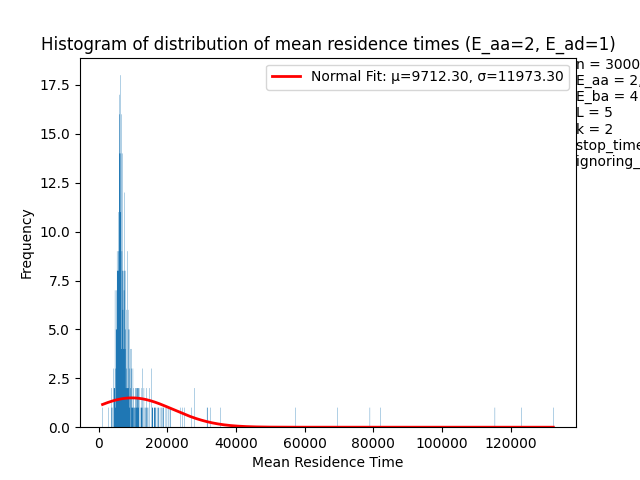 Histogram of distribution of mean residence times (E_aa=2, E_ad=1)
n = 3000
E_aa = 2,
E_ba = 4
L = 5
k = 2
stop_time
ignoring_
Normal Fit: μ=9712.30, σ=11973.30
Frequency
17.5
15.0
12.5
10.0
7.5
5.0
2.5
0.0
0 20000 40000 60000 80000 100000 120000
Mean Residence Time